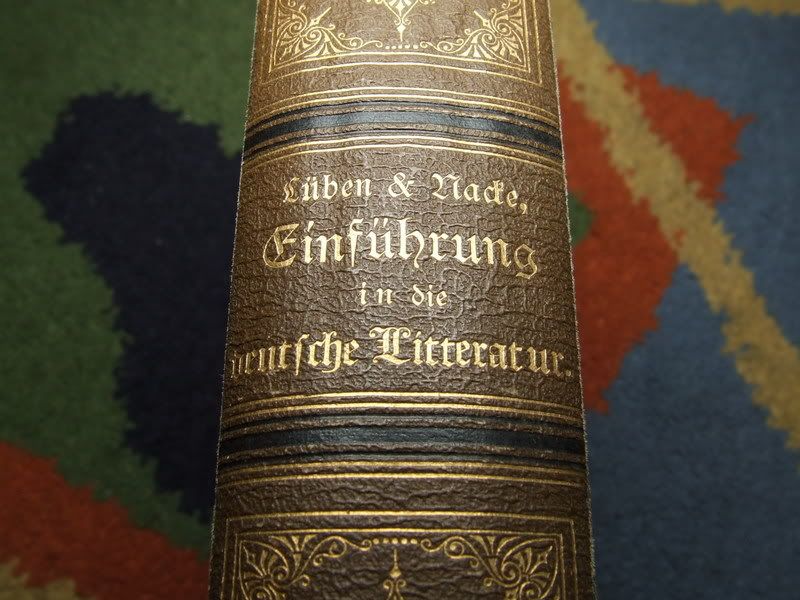 Lüben & Nacke,
Einführung
in die
deutsche Litteratur.